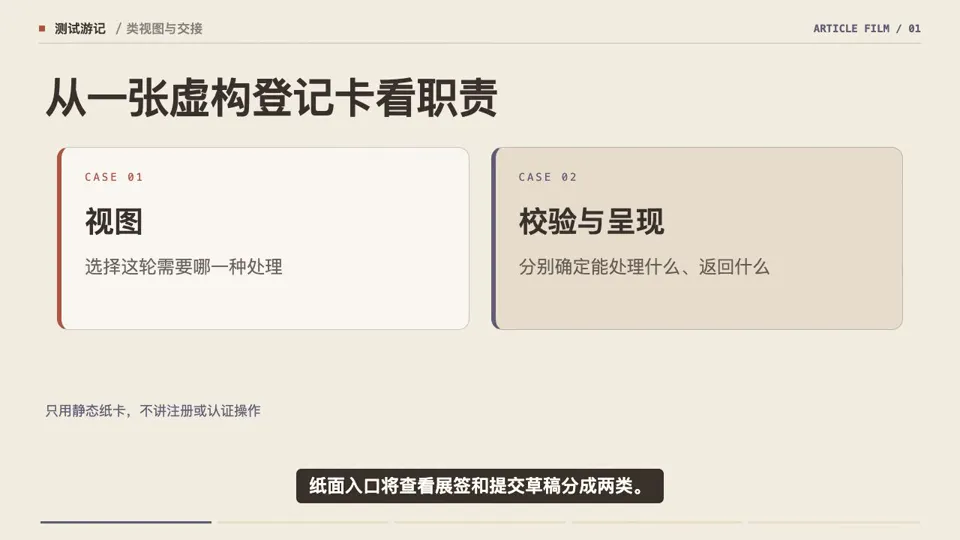 测试游记 / 类视图与交接
ARTICLE FILM / 01
从一张虚构登记卡看职责
CASE 01
视图
选择这轮需要哪一种处理
CASE 02
校验与呈现
分别确定能处理什么、返回什么
只用静态纸卡，不讲注册或认证操作
纸面入口将查看展签和提交草稿分成两类。